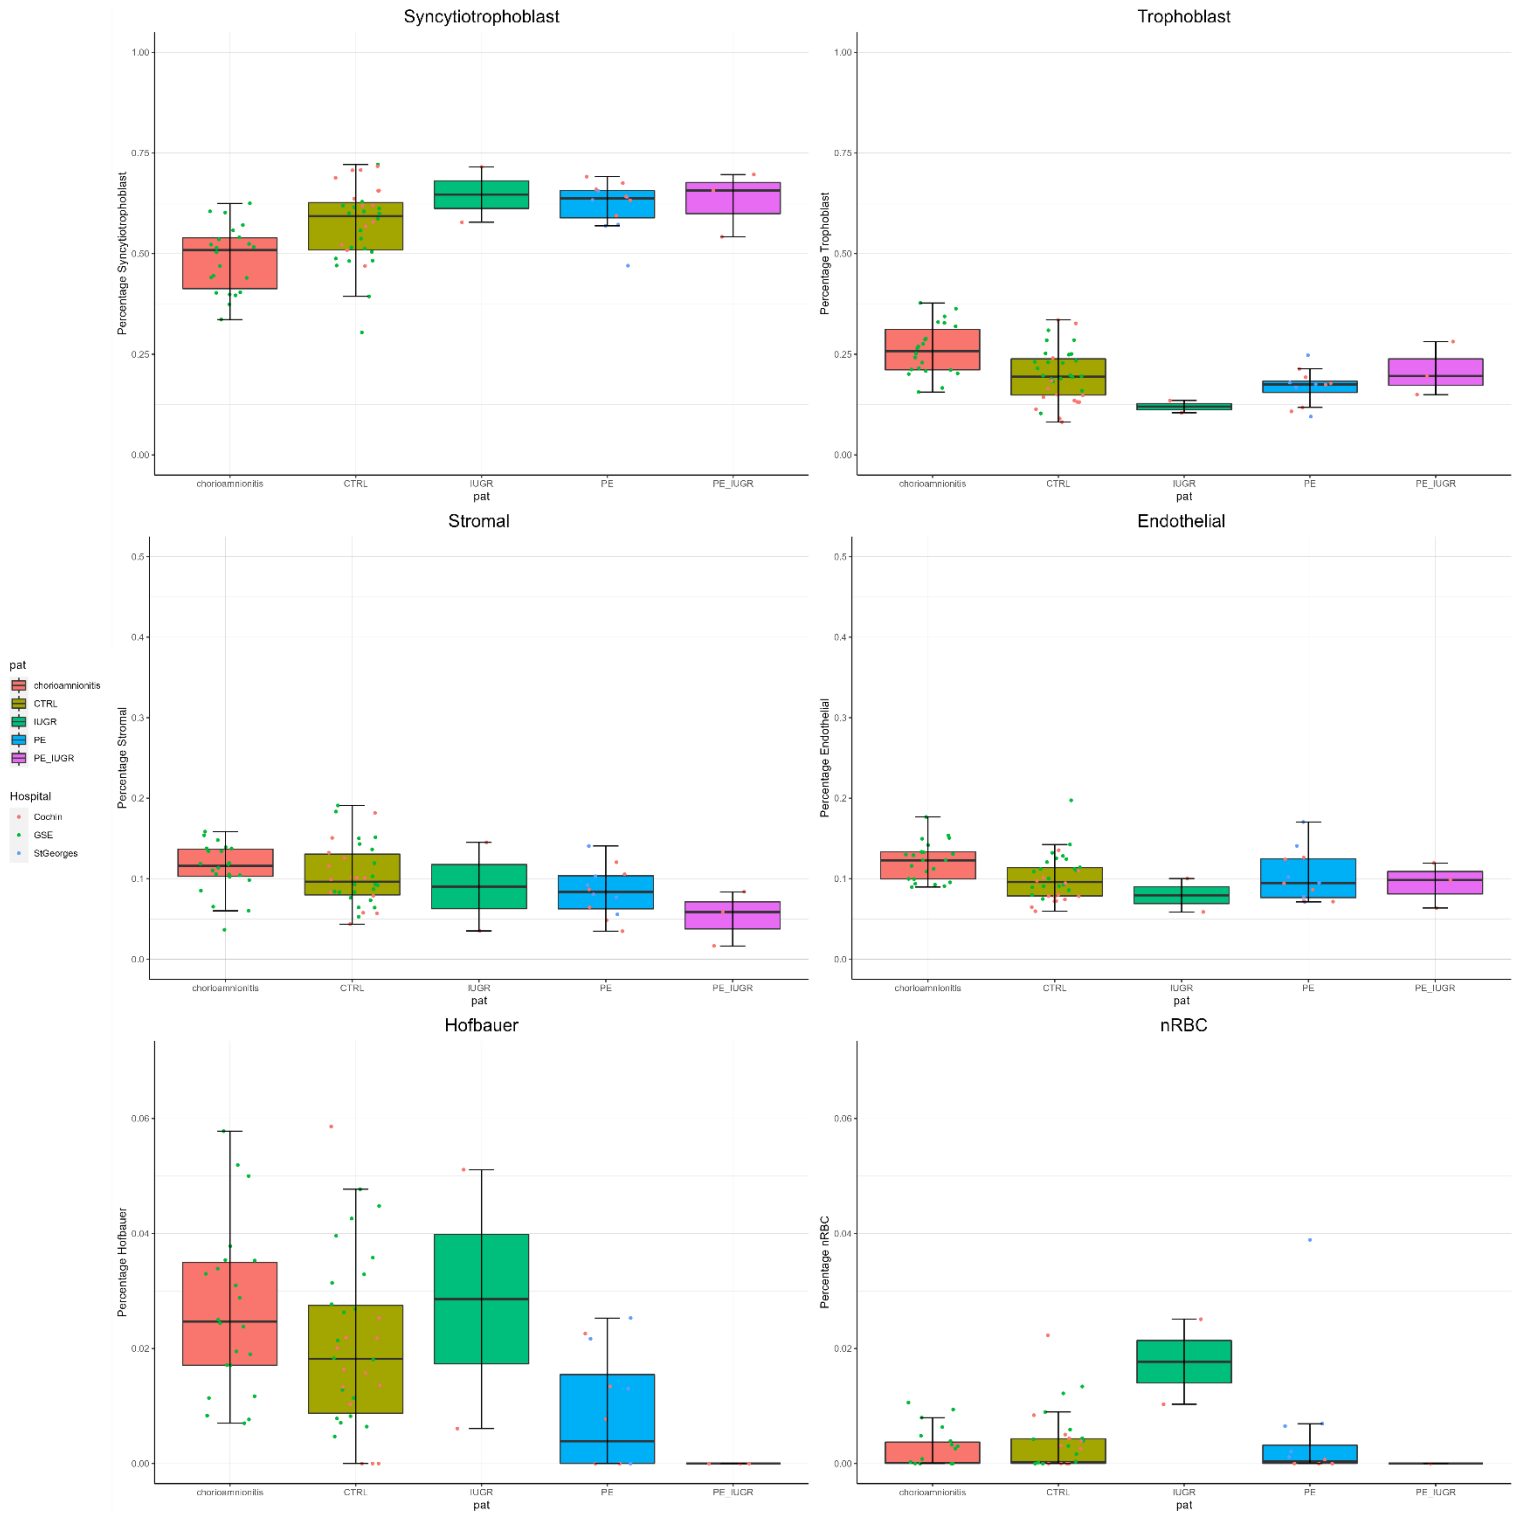 Syncytiotrophoblast
Percentage Syncytiotrophoblast
1.00
0.75
0.50
0.25
0.00
chorioamnionitis CTRL IUGR PE PE_IUGR
pat
Trophoblast
Percentage Trophoblast
1.00
0.75
0.50
0.25
0.00
chorioamnionitis CTRL IUGR PE PE_IUGR
pat
Stromal
Percentage Stromal
0.5
0.4
0.3
0.2
0.1
0.0
chorioamnionitis CTRL IUGR PE PE_IUGR
pat
Endothelial
Percentage Endothelial
0.5
0.4
0.3
0.2
0.1
0.0
chorioamnionitis CTRL IUGR PE PE_IUGR
pat
pat
chorioamnionitis
CTRL
IUGR
PE
PE_IUGR
Hospital
Cochin
GSE
StGeorges
Hofbauer
Percentage Hofbauer
0.06
0.04
0.02
0.00
chorioamnionitis CTRL IUGR PE PE_IUGR
pat
nRBC
Percentage nRBC
0.06
0.04
0.02
0.00
chorioamnionitis CTRL IUGR PE PE_IUGR
pat